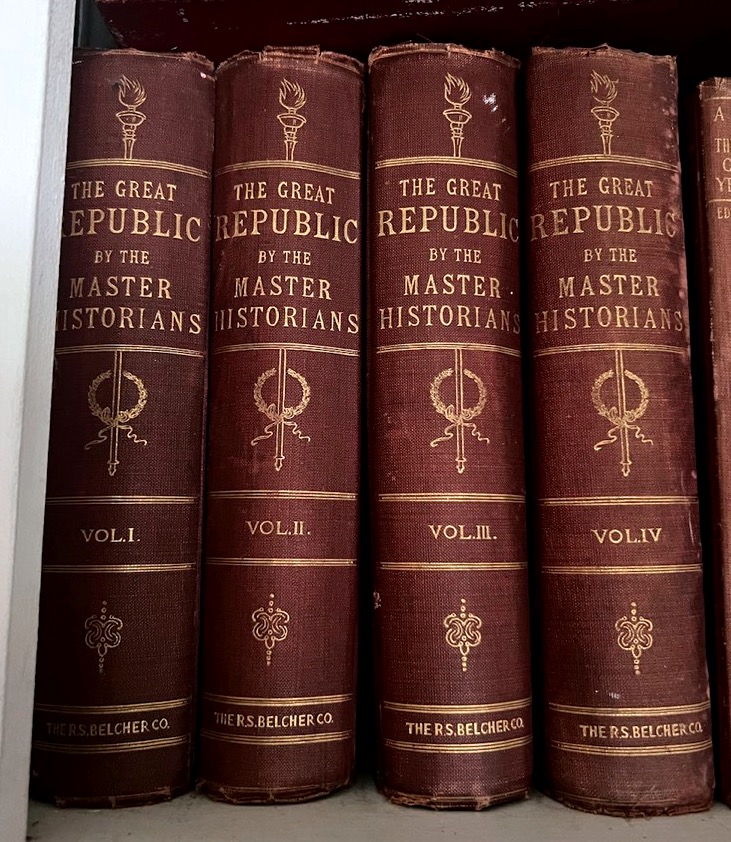 THE GREAT
REPUBLIC
BY THE
MASTER
HISTORIANS
VOL.I.
THE R.S. BELCHER CO.
THE GREAT
REPUBLIC
BY THE
MASTER
HISTORIANS
VOL.II.
THE R.S. BELCHER CO.
THE GREAT
REPUBLIC
BY THE
MASTER
HISTORIANS
VOL.III.
THE R.S. BELCHER CO.
THE GREAT
REPUBLIC
BY THE
MASTER
HISTORIANS
VOL.IV
THE R.S. BELCHER CO.
A